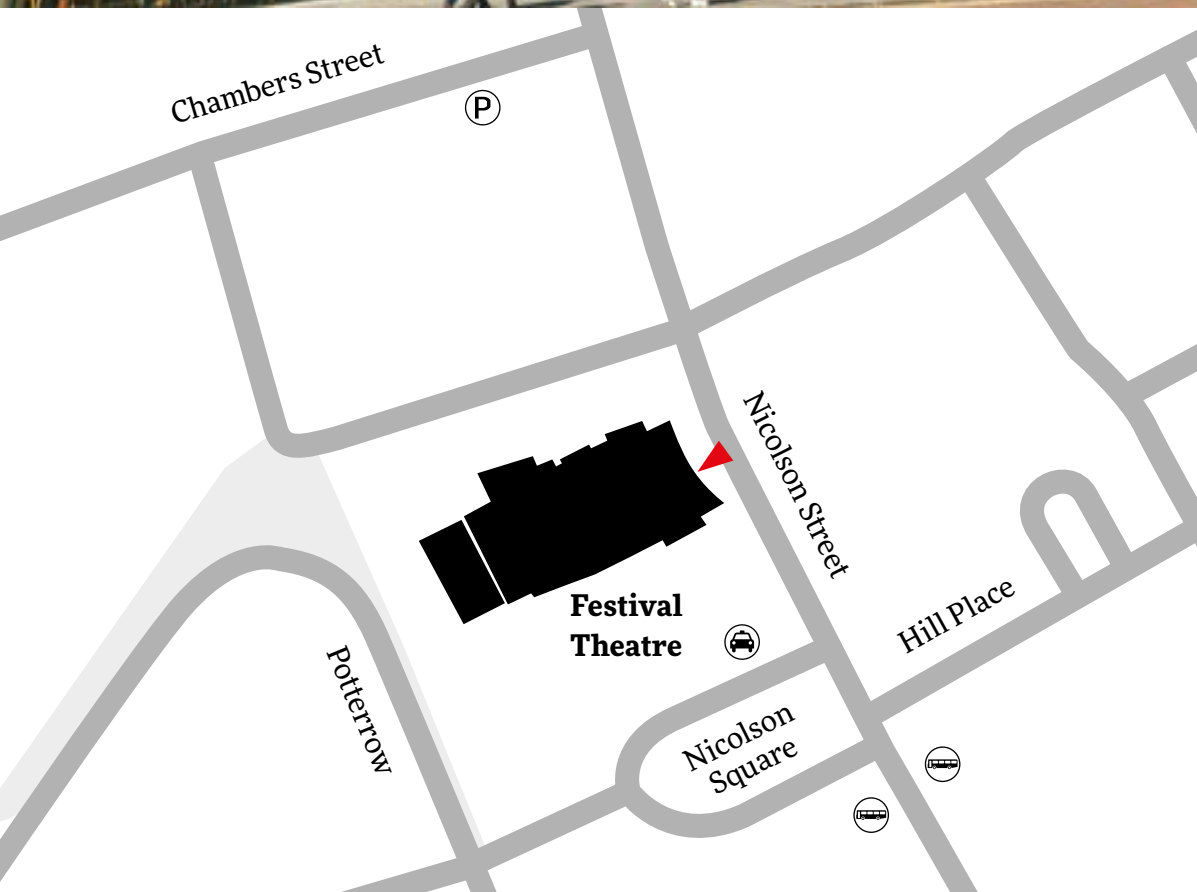 Chambers Street
P
Nicolson Street
Festival
Theatre
Hill Place
Potterrow
Nicolson
Square